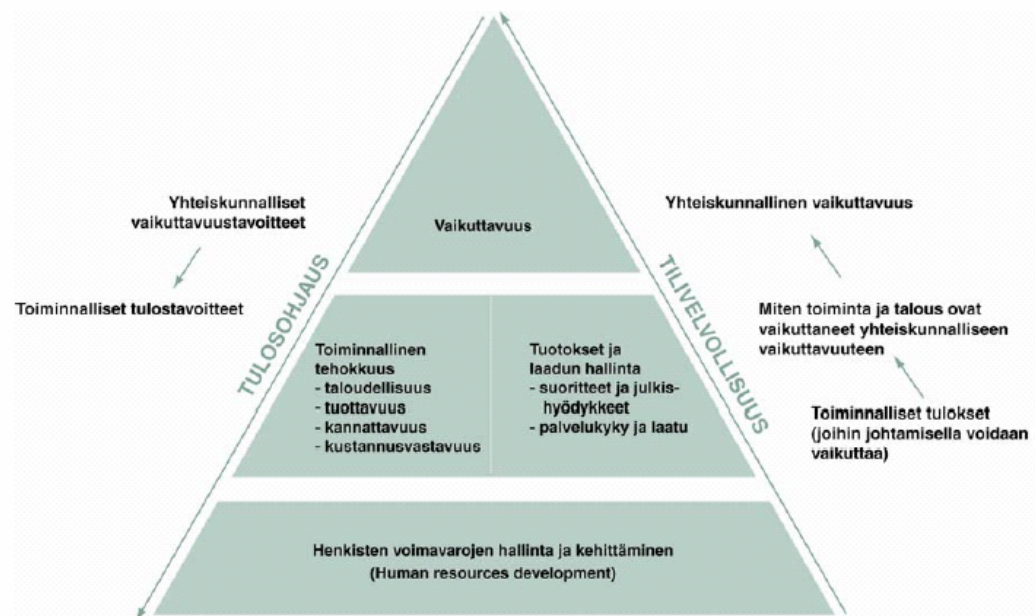 Yhteiskunnalliset
vaikuttavuustavoitteet
Toiminnalliset tulostavoitteet
TULOSOHJAUS
Vaikuttavuus
Toiminnallinen
tehokkuus
- taloudellisuus
- tuottavuus
- kannattavuus
- kustannusvastavuus
Tuotokset ja
laadun hallinta
- suoritteet ja julkis-
hyödykkeet
- palvelukyky ja laatu
Henkisten voimavarojen hallinta ja kehittäminen
(Human resources development)
TILIVELVOLLISUUS
Yhteiskunnallinen vaikuttavuus
Miten toiminta ja talous ovat
vaikuttaneet yhteiskunnalliseen
vaikuttavuuteen
Toiminnalliset tulokset
(joihin johtamisella voidaan
vaikuttaa)